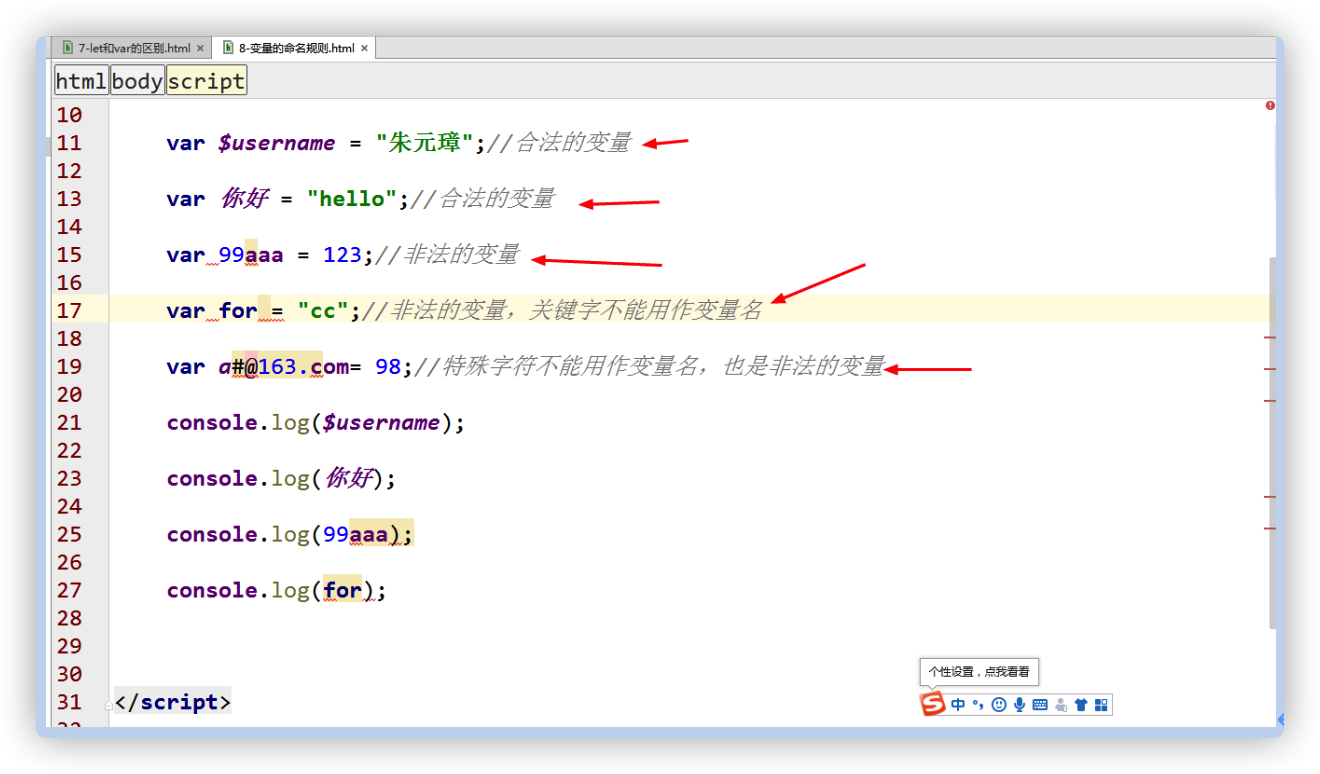 7-let和var的区别.html × 8-变量的命名规则.html ×
html body script
10
11 var $username = "朱元璋";//合法的变量
12
13 var 你好 = "hello";//合法的变量
14
15 var 99aaa = 123;//非法的变量
16
17 var for = "cc";//非法的变量，关键字不能用作变量名
18
19 var a#@163.com= 98;//特殊字符不能用作变量名，也是非法的变量
20
21 console.log($username);
22
23 console.log(你好);
24
25 console.log(99aaa);
26
27 console.log(for);
28
29
30
个性设置，点我看看
31 </script>
S 中